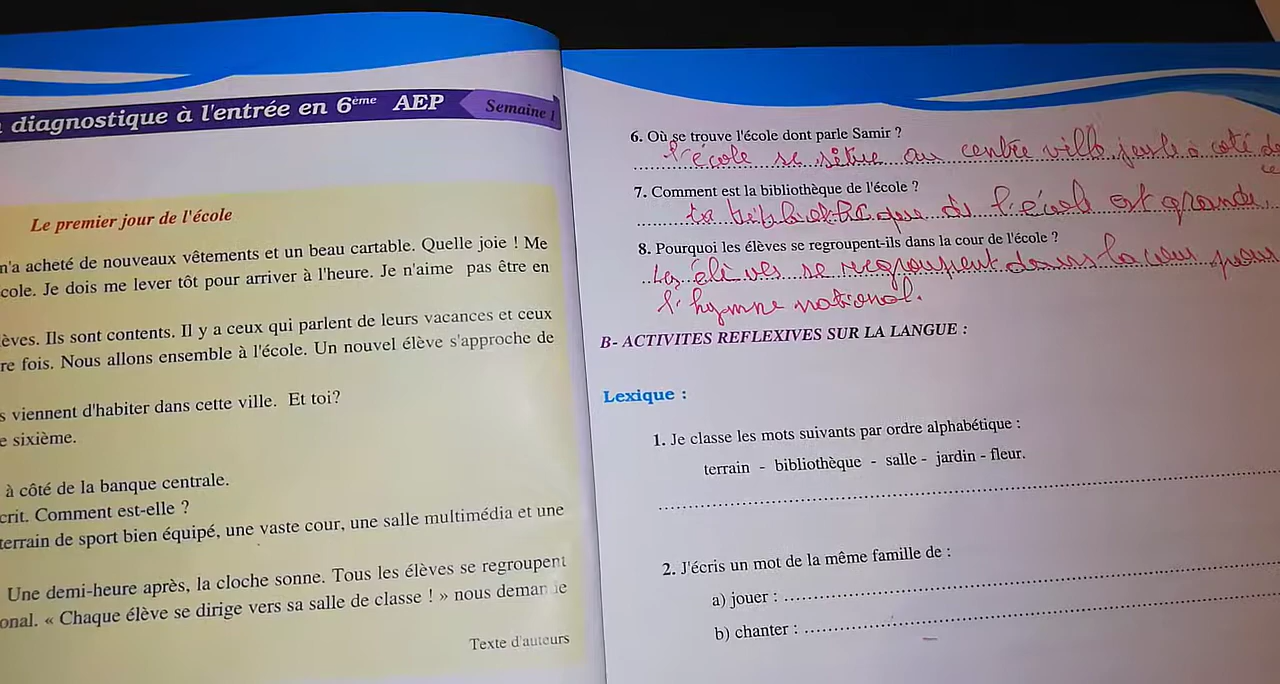 diagnostique à l'entrée en 6ème AEP
Semaine 1
Le premier jour de l'école
m'a acheté de nouveaux vêtements et un beau cartable. Quelle joie ! Me
cole. Je dois me lever tôt pour arriver à l'heure. Je n'aime pas être en
èves. Ils sont contents. Il y a ceux qui parlent de leurs vacances et ceux
re fois. Nous allons ensemble à l'école. Un nouvel élève s'approche de
s viennent d'habiter dans cette ville. Et toi?
e sixième.
à côté de la banque centrale.
crit. Comment est-elle ?
terrain de sport bien équipé, une vaste cour, une salle multimédia et une
Une demi-heure après, la cloche sonne. Tous les élèves se regroupent
onal. « Chaque élève se dirige vers sa salle de classe ! » nous demande
Texte d'auteurs
6. Où se trouve l'école dont parle Samir ?
l'école se situe au centre ville juste à coté de
7. Comment est la bibliothèque de l'école ?
la bibliothèque de l'école est grande.
8. Pourquoi les élèves se regroupent-ils dans la cour de l'école ?
Les élèves se regroupent dans la cour pour
l'hymne national.
B- ACTIVITES REFLEXIVES SUR LA LANGUE :
Lexique :
1. Je classe les mots suivants par ordre alphabétique :
terrain - bibliothèque - salle - jardin - fleur.
2. J'écris un mot de la même famille de :
a) jouer :
b) chanter :